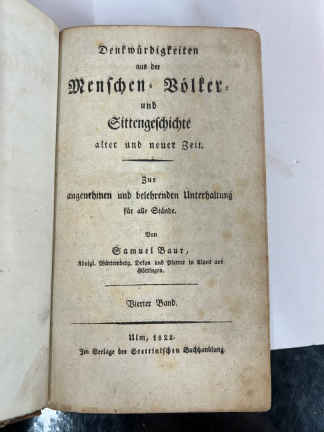 Denkwürdigkeiten
aus der
Menschen- Völker-
und
Sittengeschichte
alter und neuer Zeit.
Zur
angenehmen und belehrenden Unterhaltung
für alle Stände.
Von
Samuel Baur,
Königl. Württemberg. Dekan und Pfarrer in Alpeck und
Göttingen.
Vierter Band.
Ulm, 1822.
Im Verlage der Stettinischen Buchhandlung.